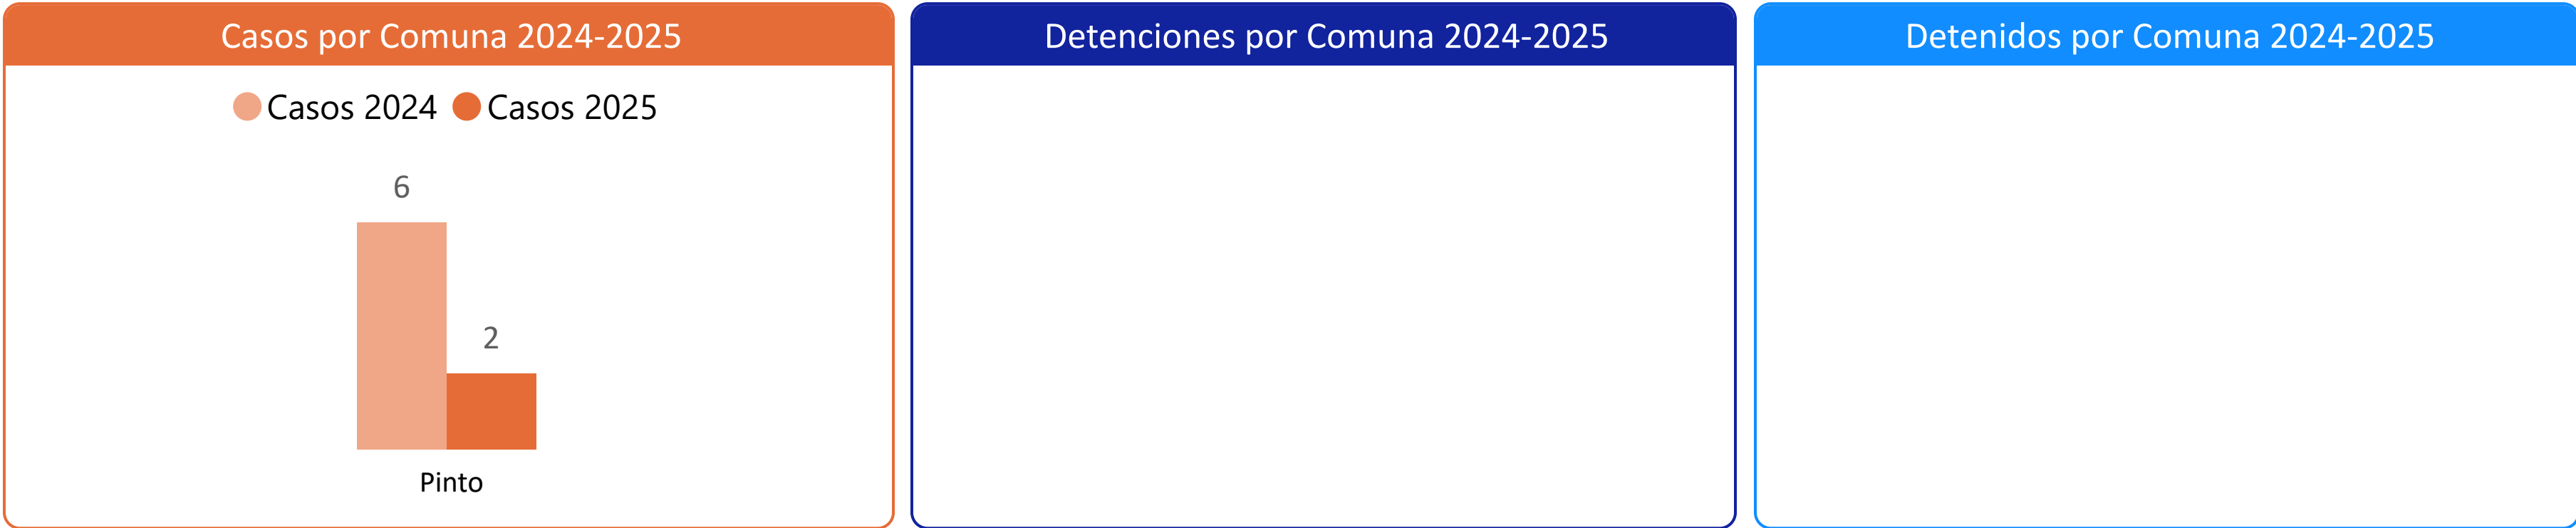 Casos por Comuna 2024-2025
Casos 2024 Casos 2025
6
2
Pinto
Detenciones por Comuna 2024-2025
Detenidos por Comuna 2024-2025